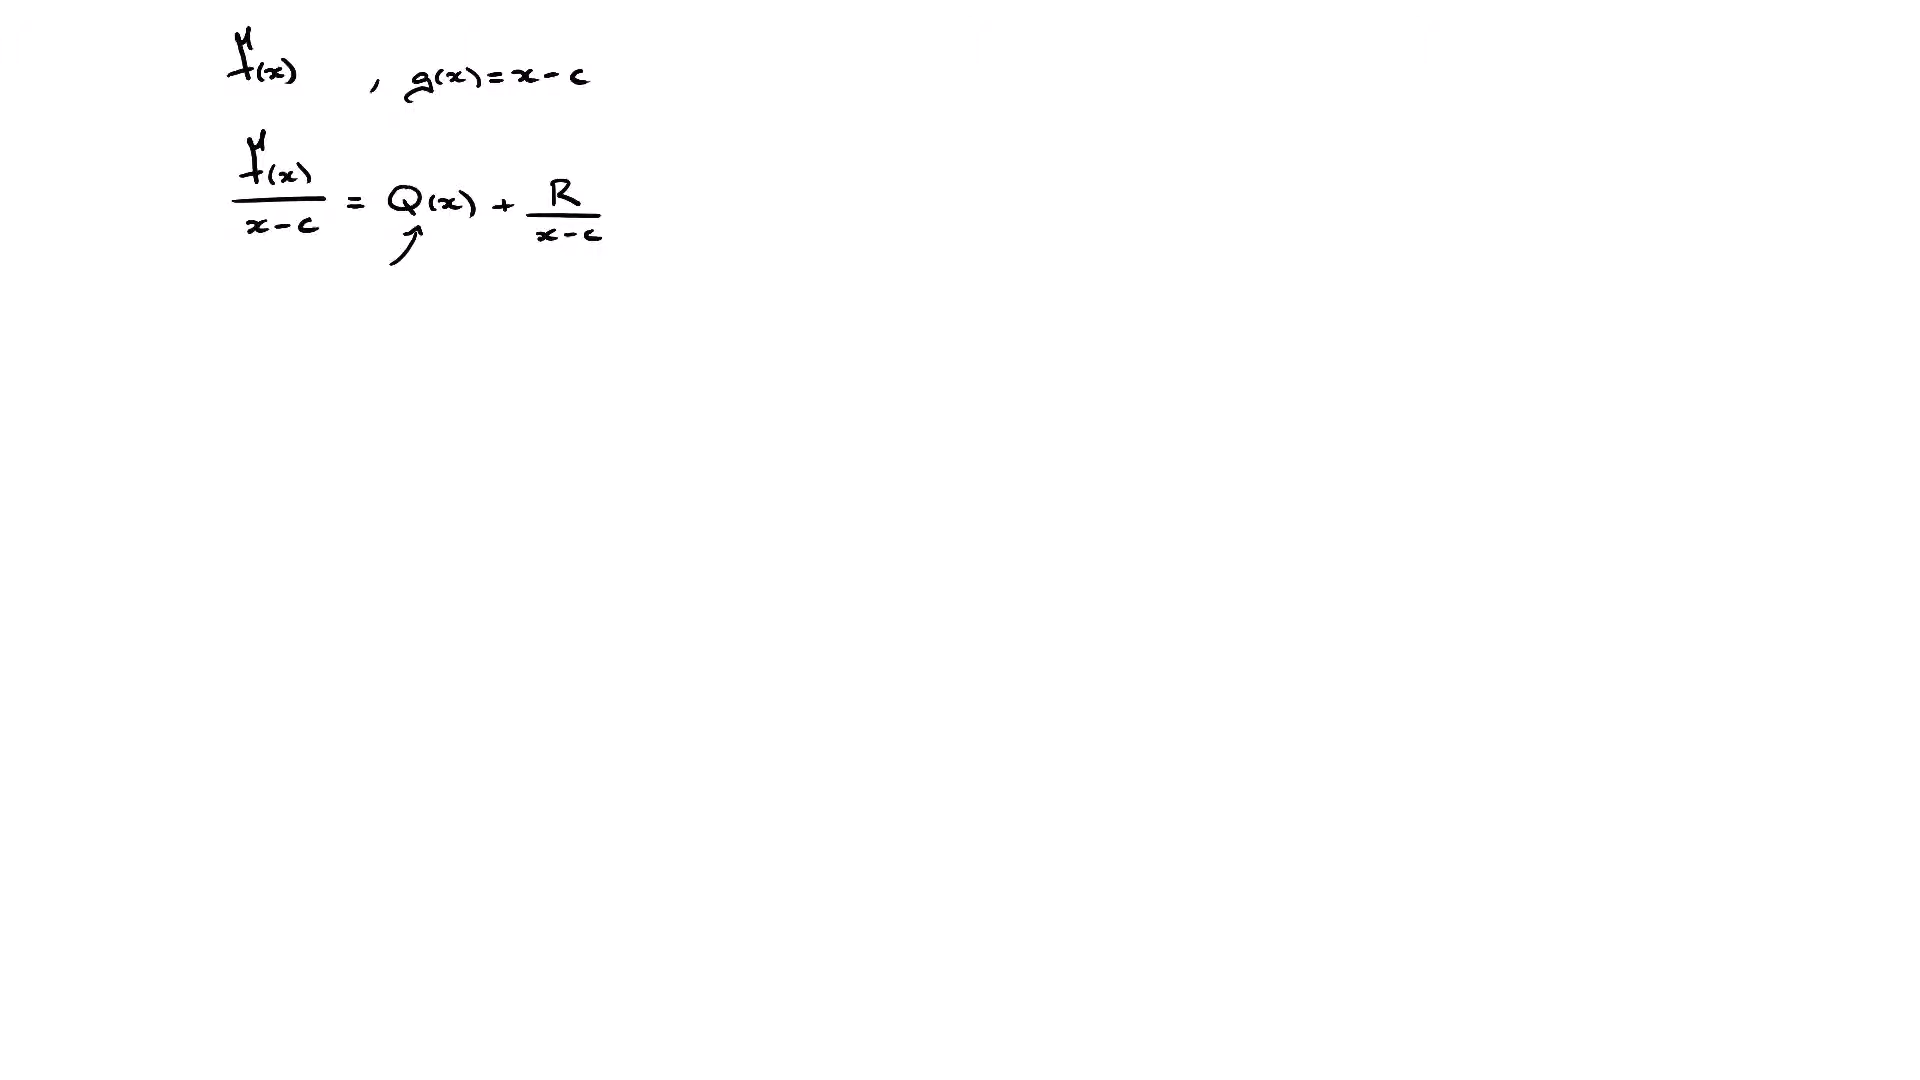 f(x) , g(x) = x - c
f(x)/(x - c) = Q(x) + R/(x - c)